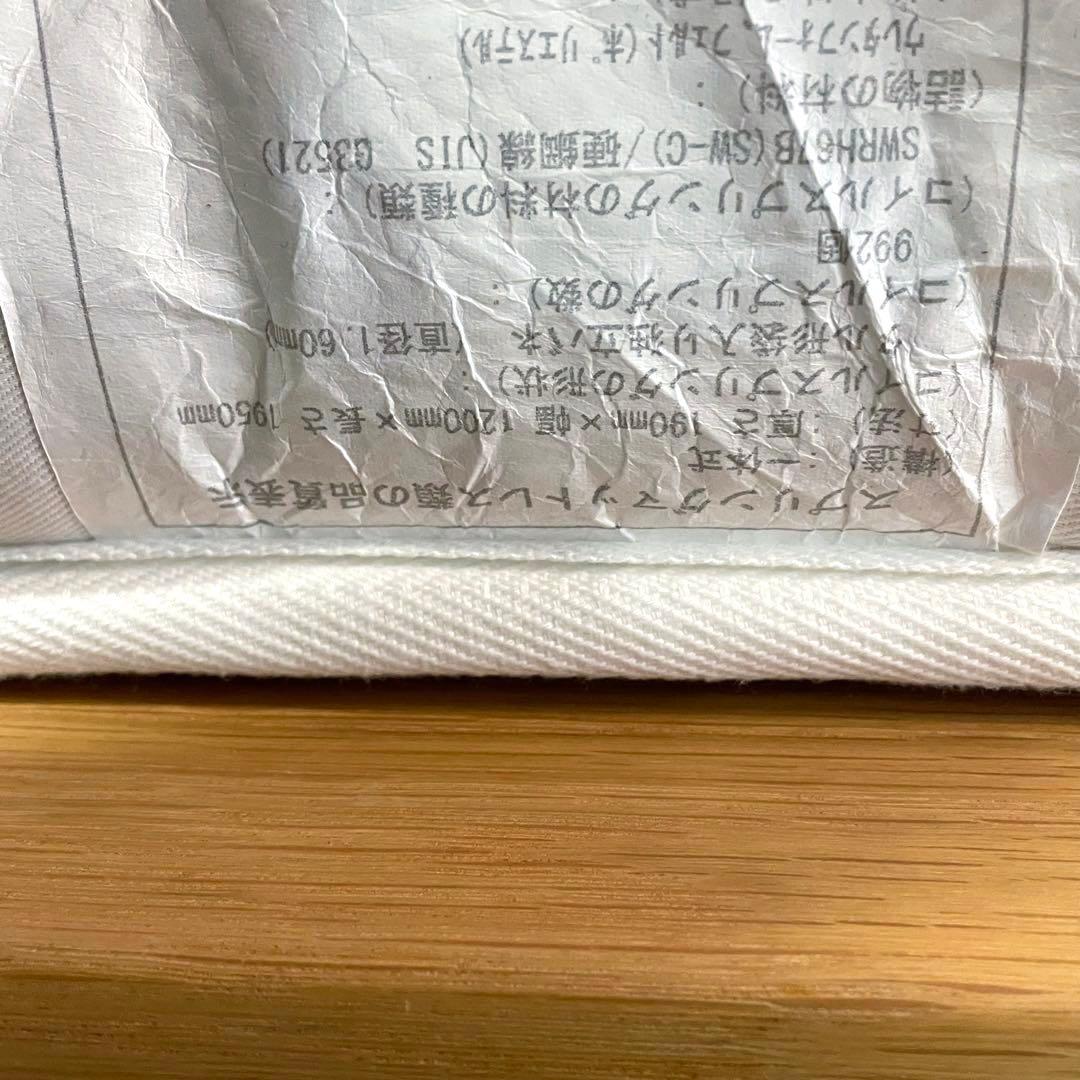 スプリングマットレス類の品質表示
(構造):一体式
(寸法):厚さ 190mm×幅 1200mm×長さ 1950mm
(コイルスプリングの形状):
形袋入り独立バネ (直径1.60mm)
(コイルスプリングの数):
992個
(コイルスプリングの材料の種類):
SWRH67B(SW-C)/硬鋼線(JIS G3521)
(詰物の材料):
ウレタンフォーム、フェルト(ポリエステル)